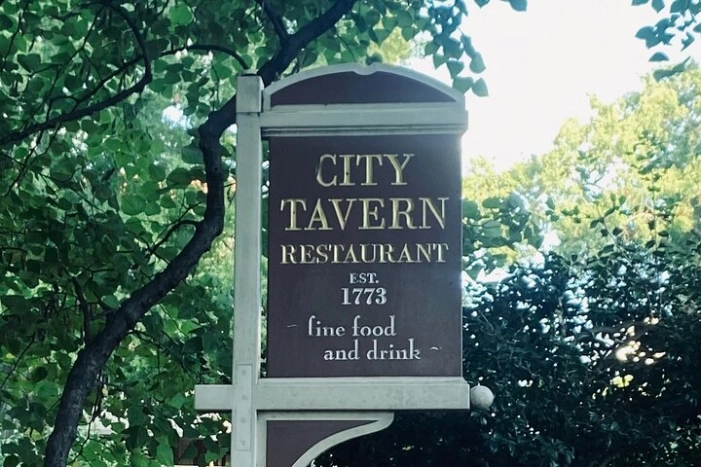 CITY
TAVERN
RESTAURANT
EST.
1773
~ fine food
and drink ~